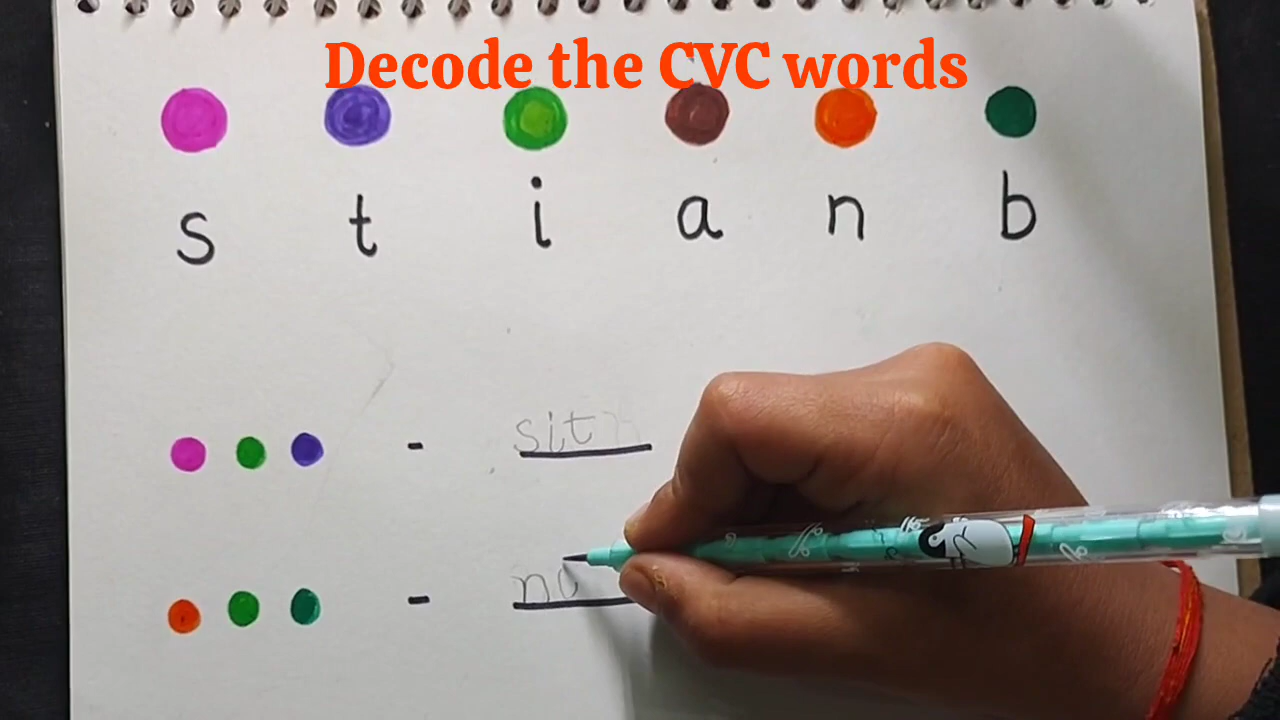 Decode the CVC words
s t i a n b
- sit
- n